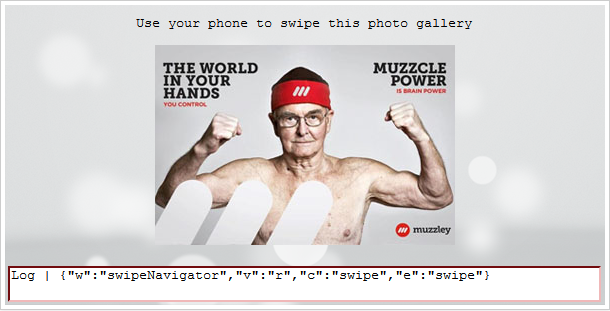 Use your phone to swipe this photo gallery
THE WORLD
IN YOUR
HANDS
YOU CONTROL
MUZZCLE
POWER
IS BRAIN POWER
muzzley
Log | {"w":"swipeNavigator","v":"r","c":"swipe","e":"swipe"}